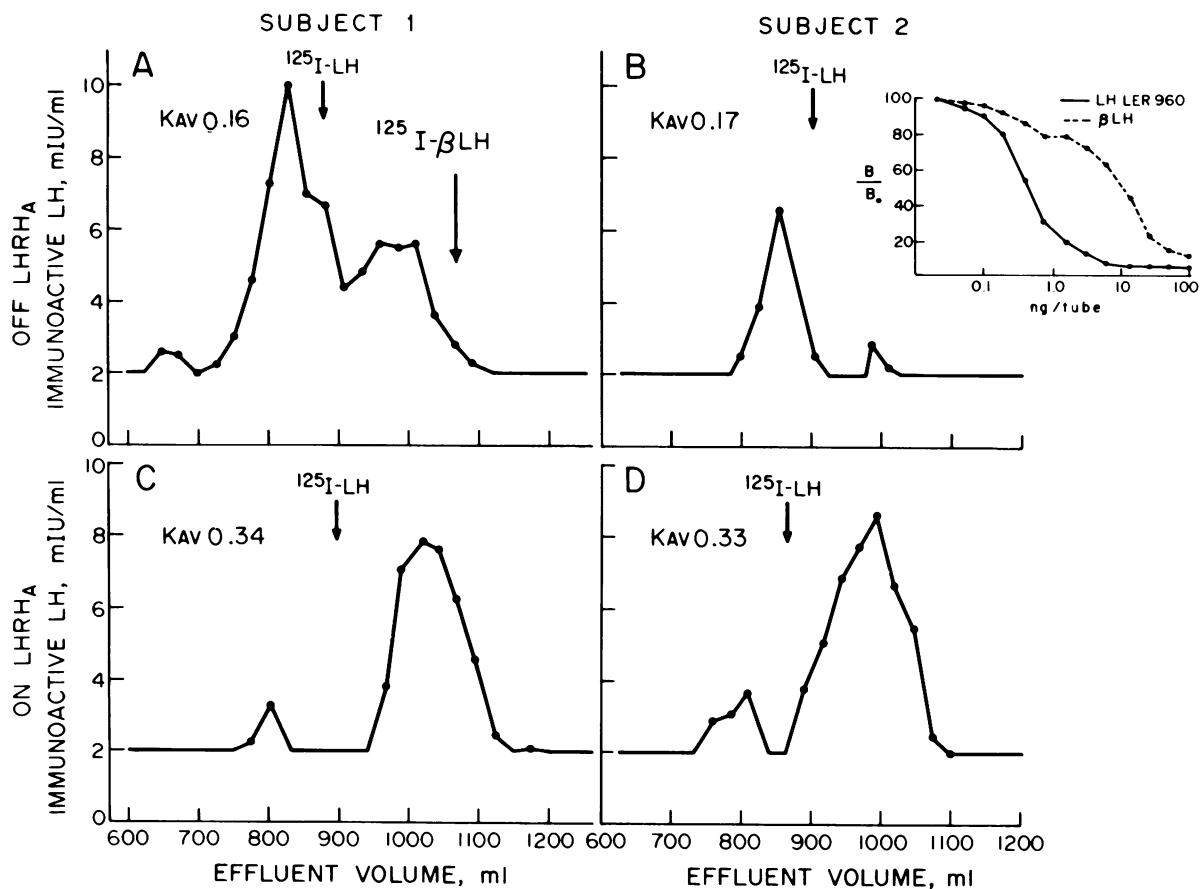 SUBJECT 1
SUBJECT 2
OFF LHRHA
IMMUNOACTIVE LH, mIU/ml
10
8
6
4
2
0
A
125I-LH
KAV 0.16
125I-βLH
B
125I-LH
KAV 0.17
B
B₀
100
80
60
40
20
LH LER 960
βLH
0.1
1.0
10
100
ng/tube
ON LHRHA
IMMUNOACTIVE LH, mIU/ml
10
8
6
4
2
0
C
125I-LH
KAV 0.34
D
125I-LH
KAV 0.33
600 700 800 900 1000 1100 1200
600 700 800 900 1000 1100 1200
EFFLUENT VOLUME, ml
EFFLUENT VOLUME, ml